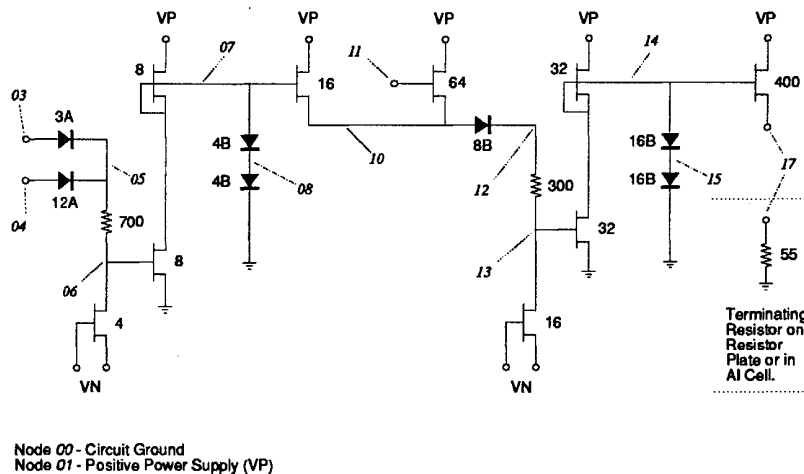 VP
VP
VP
VP
VP
8
07
16
11
64
32
14
400
03
3A
4B
4B
08
10
8B
12
300
16B
16B
15
17
04
12A
05
700
06
8
13
32
55
4
16
VN
VN
Terminating
Resistor on
Resistor
Plate or in
AI Cell.
Node 00 - Circuit Ground
Node 01 - Positive Power Supply (VP)